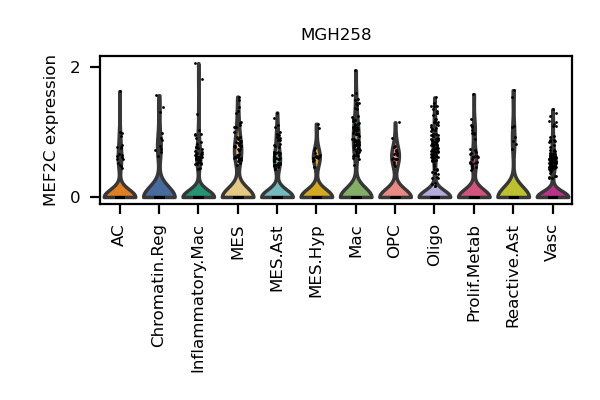 MGH258
MEF2C expression
2
0
AC
Chromatin.Reg
Inflammatory.Mac
MES
MES.Ast
MES.Hyp
Mac
OPC
Oligo
Prolif.Metab
Reactive.Ast
Vasc